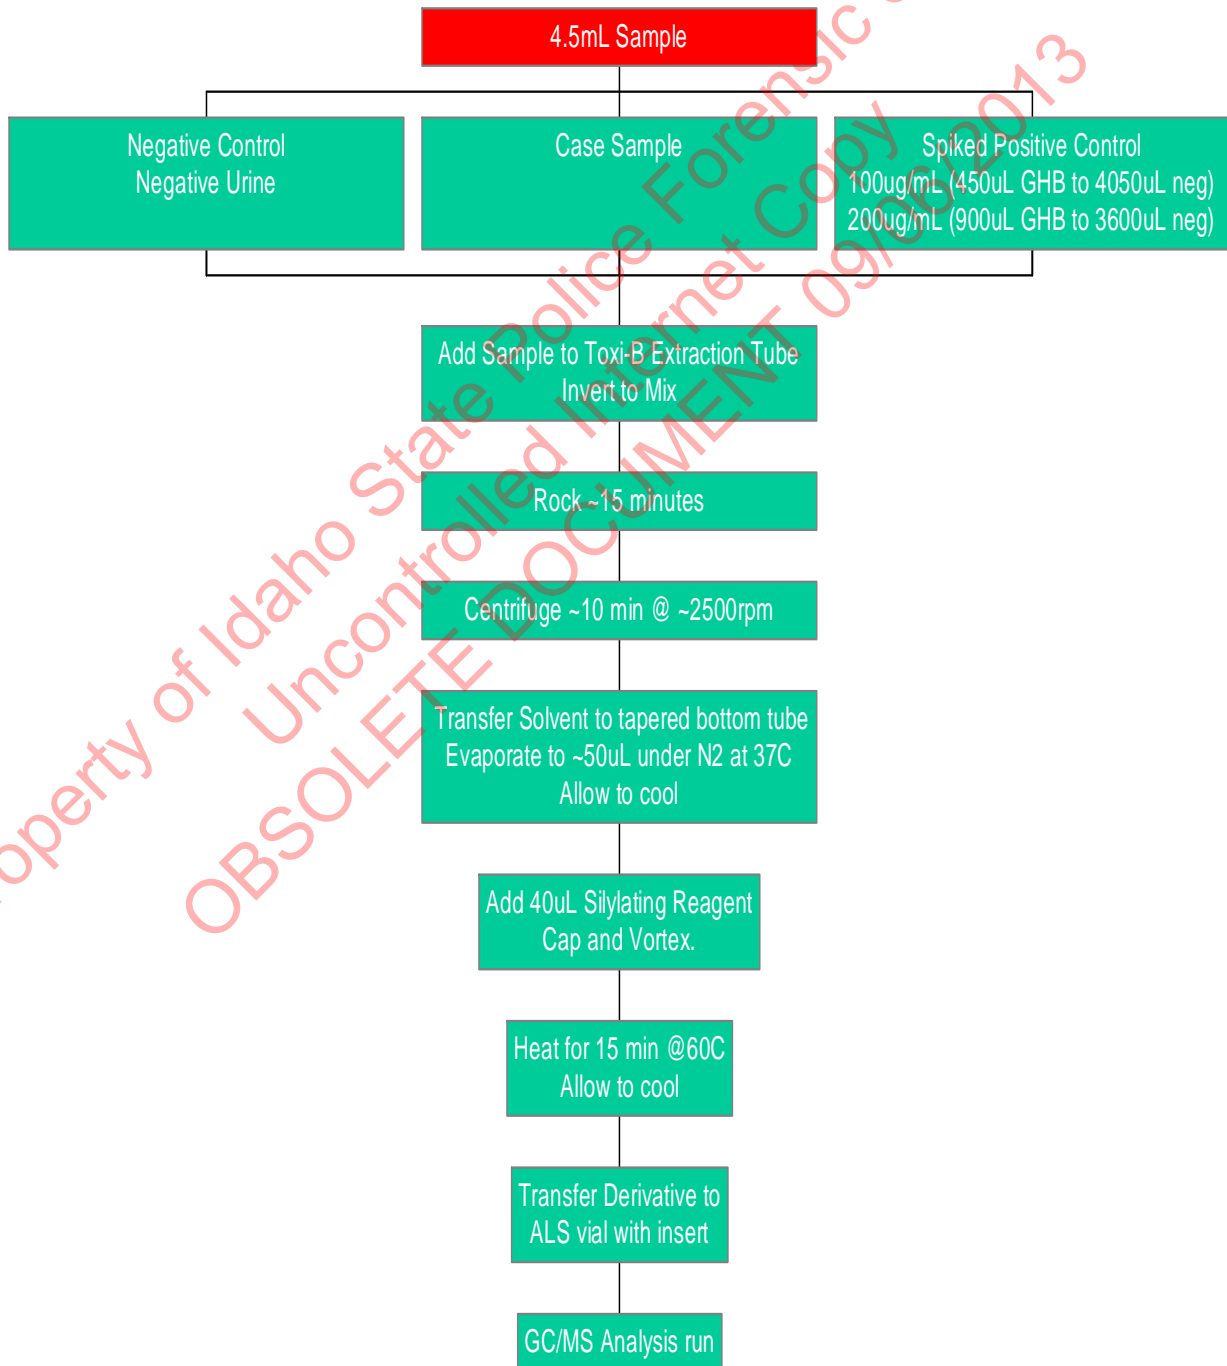 4.5mL Sample
Negative Control
Negative Urine
Case Sample
Spiked Positive Control
100ug/mL (450uL GHB to 4050uL neg)
200ug/mL (900uL GHB to 3600uL neg)
Add Sample to Toxi-B Extraction Tube
Invert to Mix
Rock ~15 minutes
Centrifuge ~10 min @ ~2500rpm
Transfer Solvent to tapered bottom tube
Evaporate to ~50uL under N2 at 37C
Allow to cool
Add 40uL Silylating Reagent
Cap and Vortex.
Heat for 15 min @60C
Allow to cool
Transfer Derivative to
ALS vial with insert
GC/MS Analysis run
operty of Idaho State Police Forensic
Uncontrolled Internet Copy
OBSOLETE DOCUMENT 09/06/2013